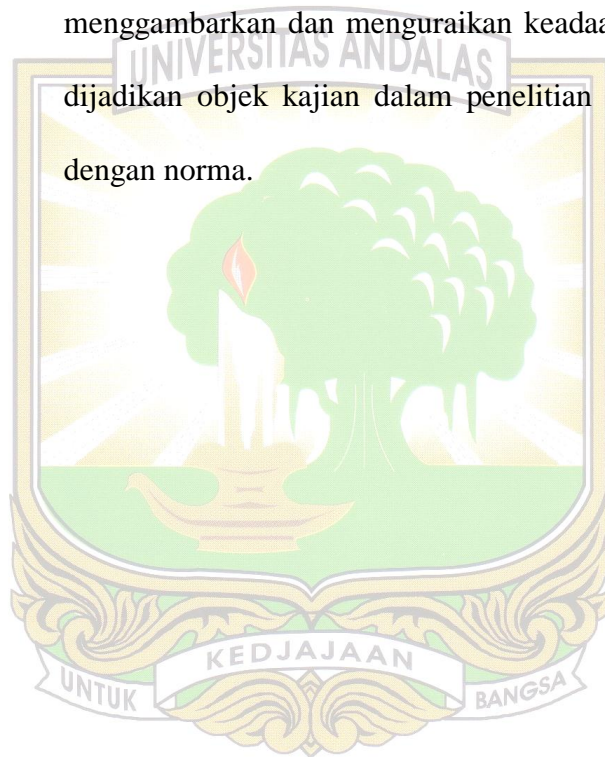 menggambarkan dan menguraikan keadaa
UNIVERSITAS ANDALAS
dijadikan objek kajian dalam penelitian
dengan norma.
UNTUK KEDJAJAAN BANGSA